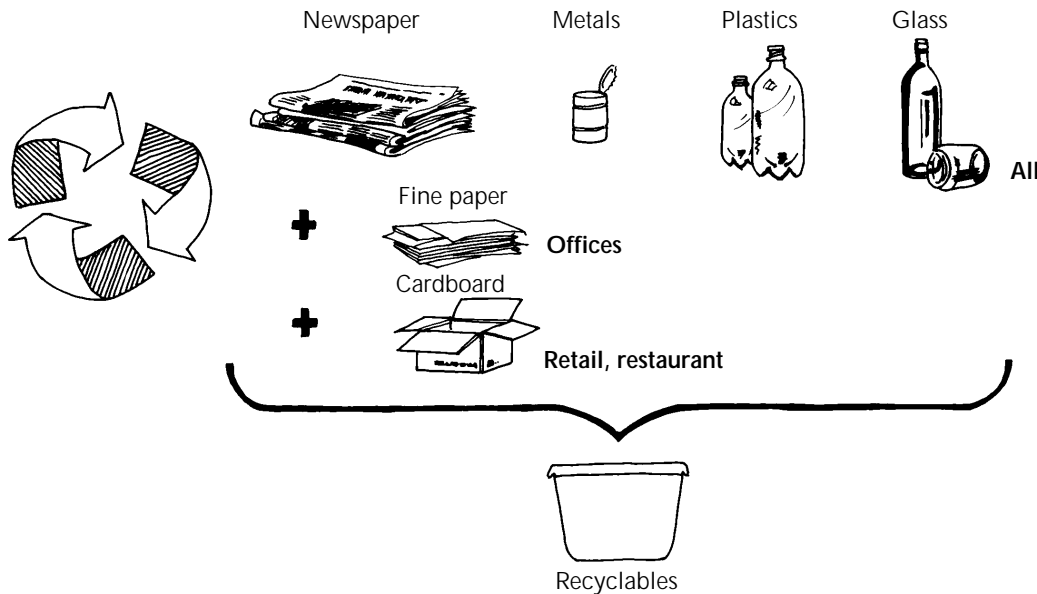 Newspaper
Metals
Plastics
Glass
All
Fine paper
Offices
Cardboard
Retail, restaurant
Recyclables